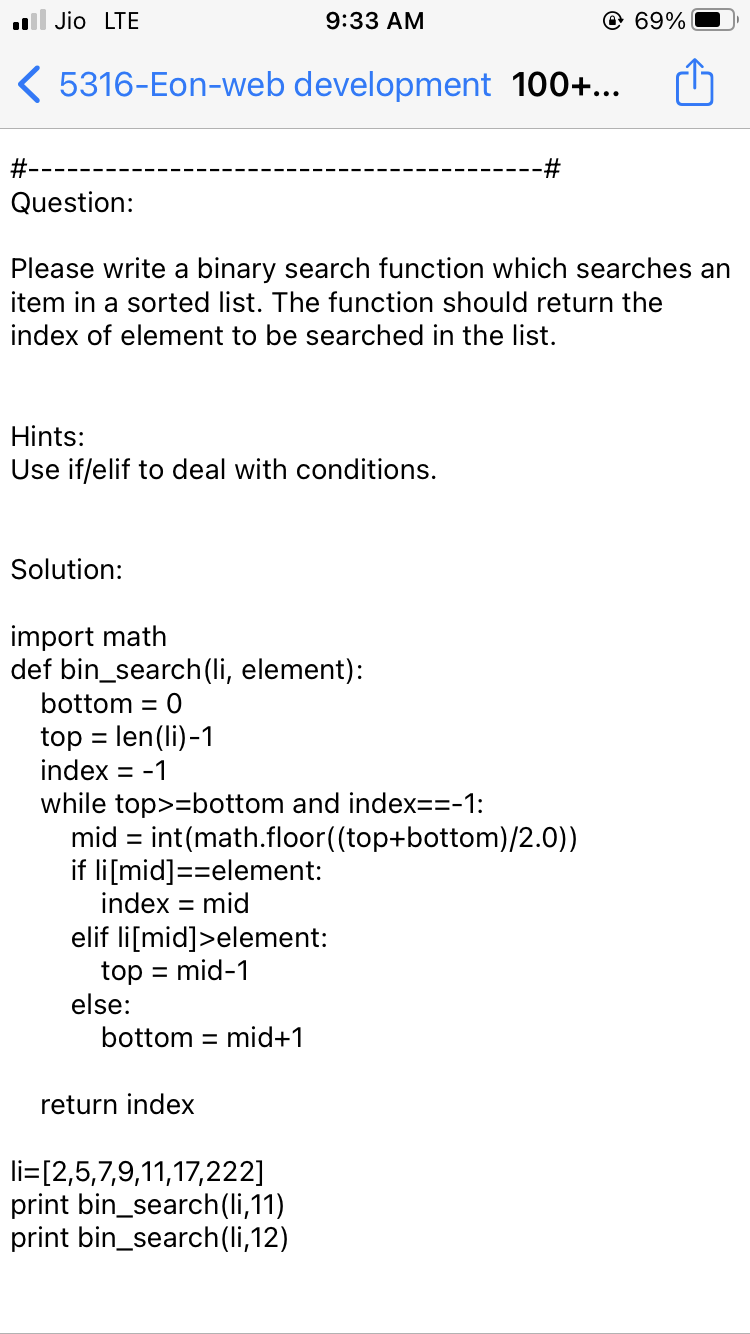 Jio LTE 9:33 AM 69%
5316-Eon-web development 100+...
#----------------------------------------#
Question:
Please write a binary search function which searches an
item in a sorted list. The function should return the
index of element to be searched in the list.
Hints:
Use if/elif to deal with conditions.
Solution:
import math
def bin_search(li, element):
    bottom = 0
    top = len(li)-1
    index = -1
    while top>=bottom and index==-1:
        mid = int(math.floor((top+bottom)/2.0))
        if li[mid]==element:
            index = mid
        elif li[mid]>element:
            top = mid-1
        else:
            bottom = mid+1
    return index
li=[2,5,7,9,11,17,222]
print bin_search(li,11)
print bin_search(li,12)